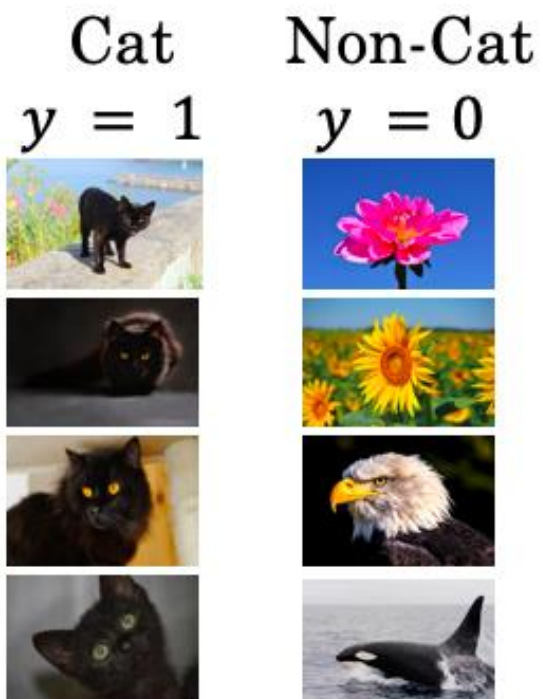 Cat Non-Cat
y = 1 y = 0